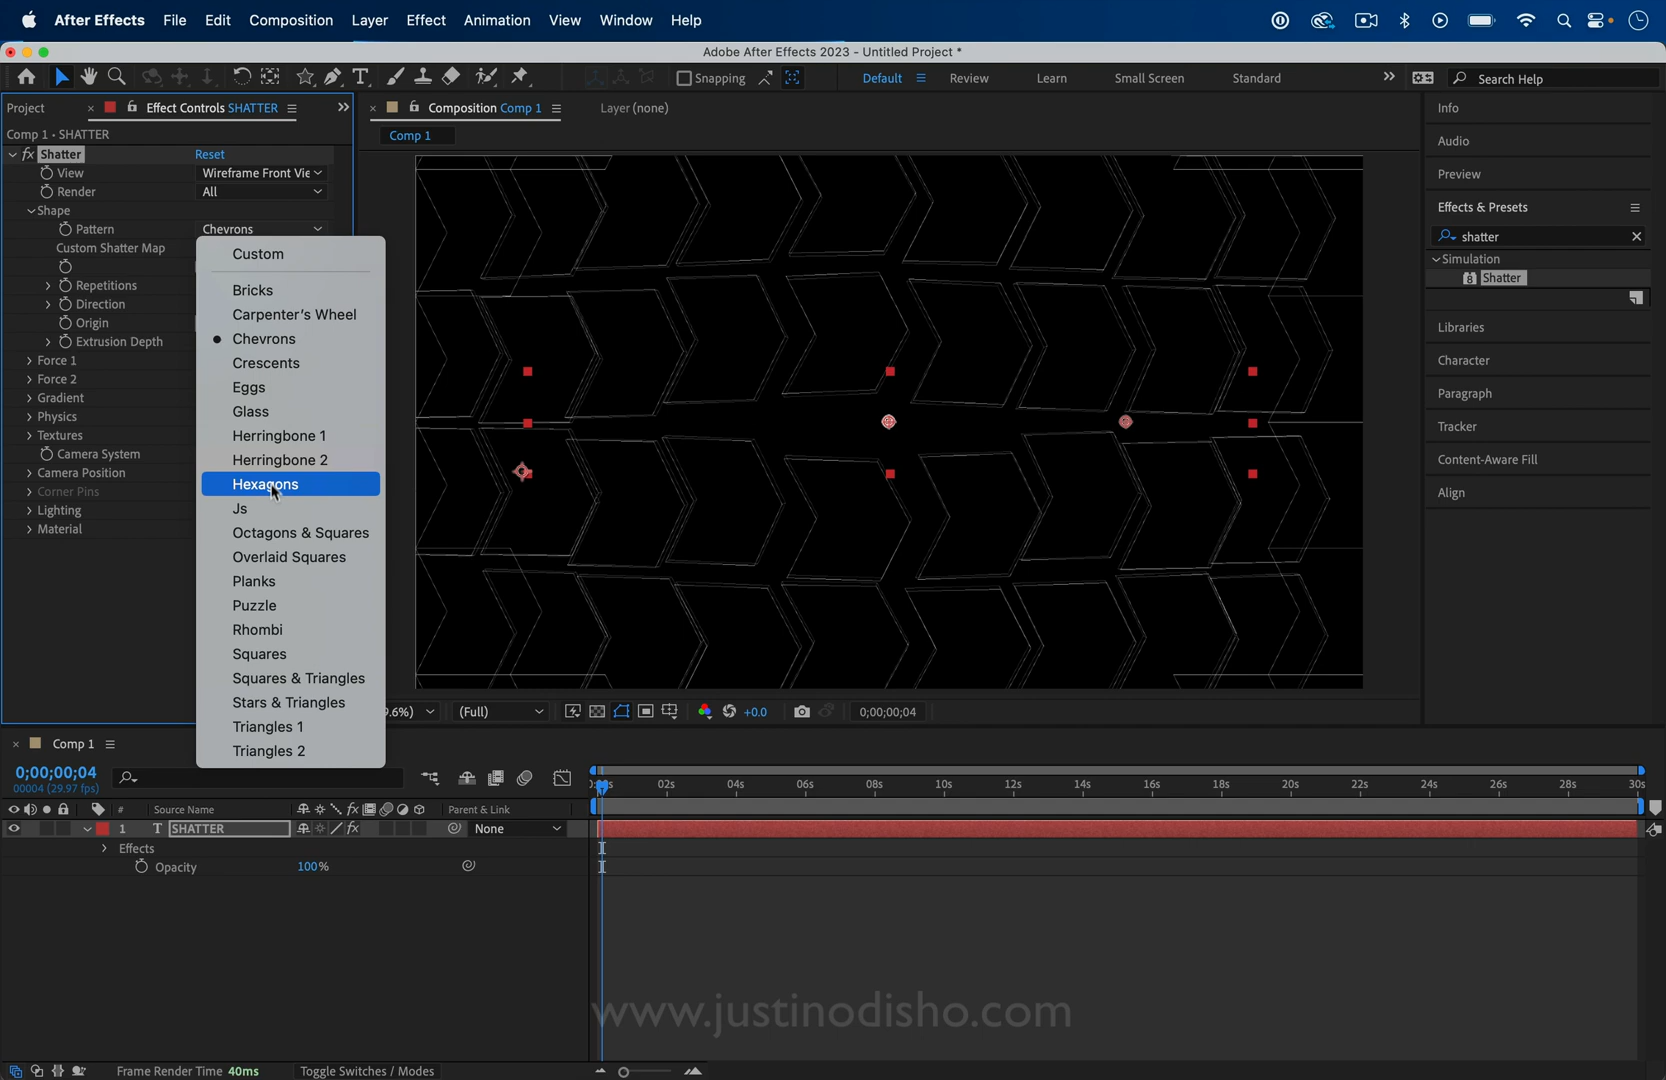 After Effects File Edit Composition Layer Effect Animation View Window Help
Adobe After Effects 2023 - Untitled Project *
Snapping Default Review Learn Small Screen Standard Search Help
Project Effect Controls SHATTER
Comp 1 • SHATTER
fx Shatter Reset
View Wireframe Front Vie
Render All
Shape
Pattern Chevrons
Custom Shatter Map
Repetitions
Direction
Origin
Extrusion Depth
Force 1
Force 2
Gradient
Physics
Textures
Camera System
Camera Position
Corner Pins
Lighting
Material
Custom
Bricks
Carpenter's Wheel
Chevrons
Crescents
Eggs
Glass
Herringbone 1
Herringbone 2
Hexagons
Js
Octagons & Squares
Overlaid Squares
Planks
Puzzle
Rhombi
Squares
Squares & Triangles
Stars & Triangles
Triangles 1
Triangles 2
Composition Comp 1 Layer (none)
Comp 1
9.6%) (Full) +0.0 0;00;00;04
Info
Audio
Preview
Effects & Presets
shatter
Simulation
8 Shatter
Libraries
Character
Paragraph
Tracker
Content-Aware Fill
Align
Comp 1
0;00;00;04
00004 (29.97 fps)
02s 04s 06s 08s 10s 12s 14s 16s 18s 20s 22s 24s 26s 28s 30s
# Source Name fx Parent & Link
1 T SHATTER fx None
Effects
Opacity 100%
www.justinodisho.com
Frame Render Time 40ms Toggle Switches / Modes